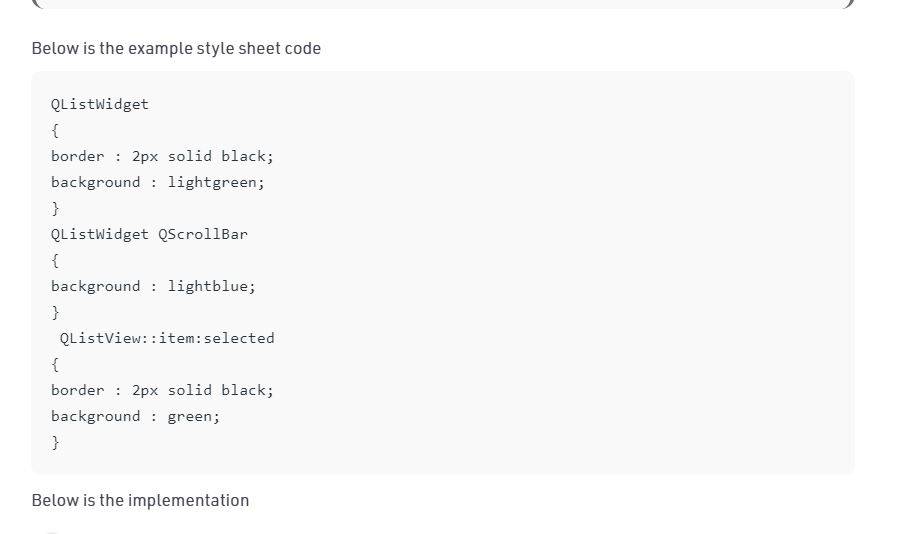 Below is the example style sheet code
QListWidget
{
border : 2px solid black;
background : lightgreen;
}
QListWidget QScrollBar
{
background : lightblue;
}
QListView::item:selected
{
border : 2px solid black;
background : green;
}
Below is the implementation